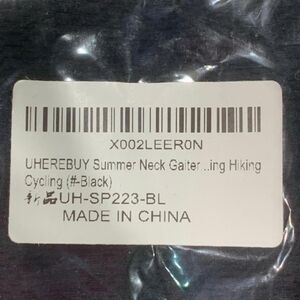 X002LEER0N
UHEREBUY Summer Neck Gaiter ...ing Hiking
Cycling (#-Black)
新品UH-SP223-BL
MADE IN CHINA